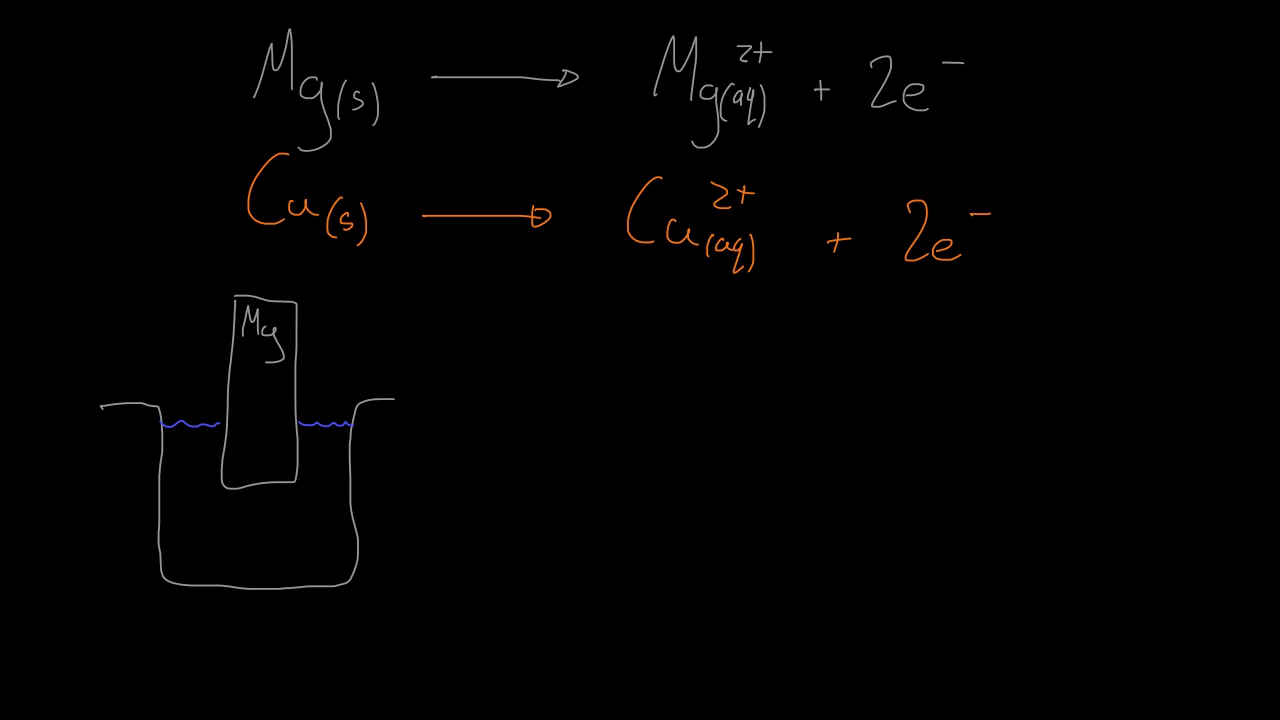 Mg(s) → Mg²⁺(aq) + 2e⁻
Cu(s) → Cu²⁺(aq) + 2e⁻
Mg